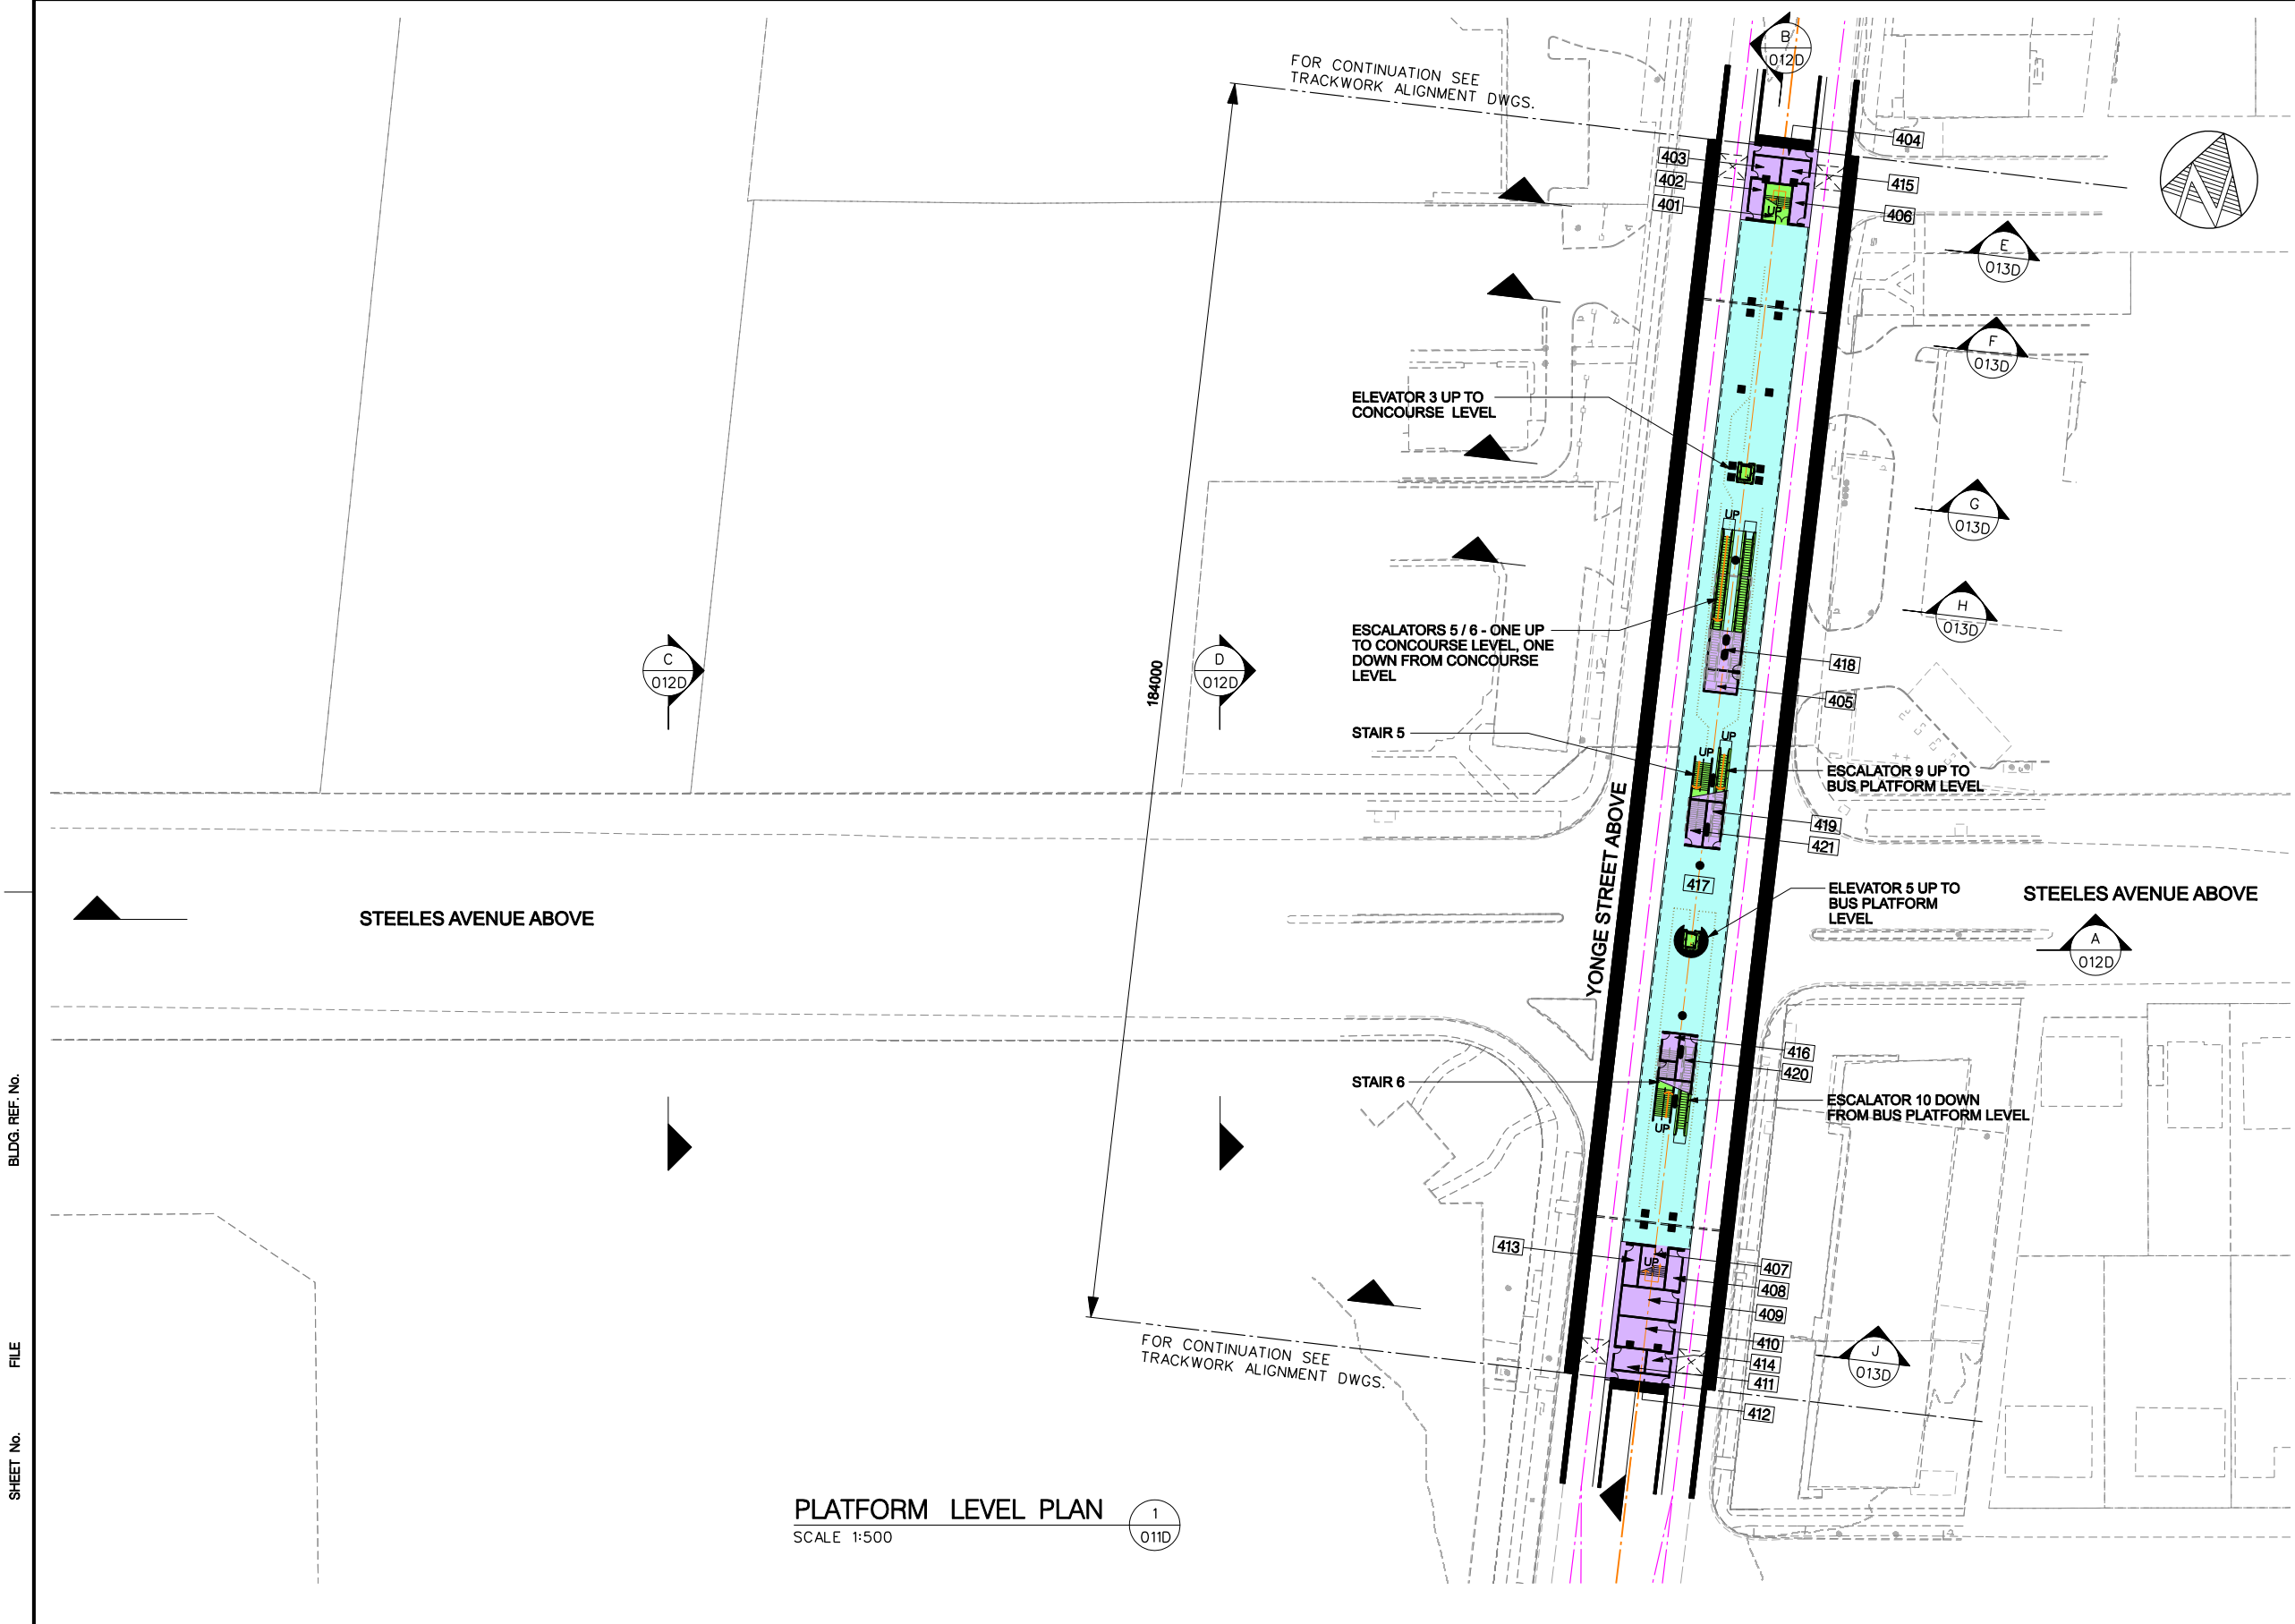 B
012D
FOR CONTINUATION SEE
TRACKWORK ALIGNMENT DWGS.
404
403
402
401
415
406
UP
N
E
013D
F
013D
ELEVATOR 3 UP TO
CONCOURSE LEVEL
UP
G
013D
H
013D
ESCALATORS 5 / 6 - ONE UP
TO CONCOURSE LEVEL, ONE
DOWN FROM CONCOURSE
LEVEL
418
405
C
012D
D
012D
184000
STAIR 5
UP
UP
ESCALATOR 9 UP TO
BUS PLATFORM LEVEL
419
421
YONGE STREET ABOVE
417
ELEVATOR 5 UP TO
BUS PLATFORM
LEVEL
STEELES AVENUE ABOVE
STEELES AVENUE ABOVE
A
012D
416
420
STAIR 6
ESCALATOR 10 DOWN
FROM BUS PLATFORM LEVEL
UP
413
UP
407
408
409
410
414
411
412
J
013D
FOR CONTINUATION SEE
TRACKWORK ALIGNMENT DWGS.
PLATFORM LEVEL PLAN
SCALE 1:500
1
011D
BLDG. REF. No.
FILE
SHEET No.